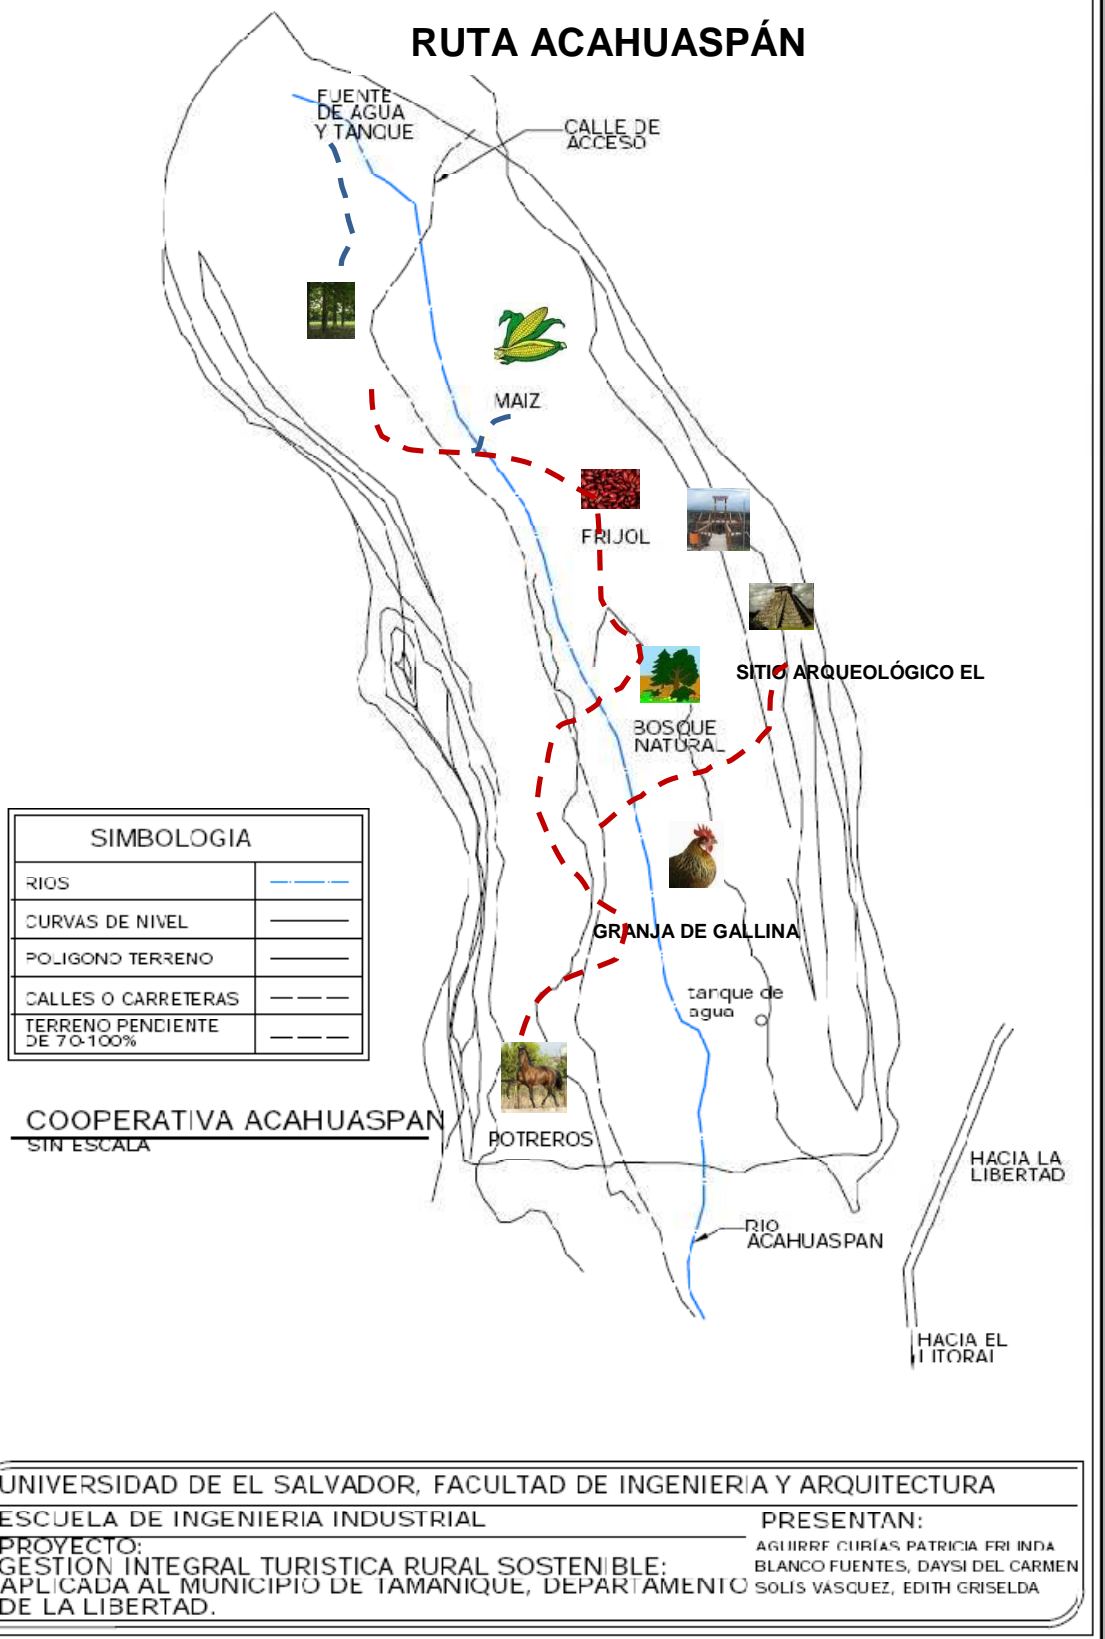 RUTA ACAHUASPÁN
FUENTE
DE AGUA
Y TANQUE
CALLE DE
ACCESO
MAIZ
FRIJOL
SITIO ARQUEOLÓGICO EL
BOSQUE
NATURAL
SIMBOLOGIA
RIOS
CURVAS DE NIVEL
POLIGONO TERRENO
CALLES O CARRETERAS
TERRENO PENDIENTE
DE 70-100%
GRANJA DE GALLINA
tanque de
agua
COOPERATIVA ACAHUASPAN
SIN ESCALA
POTREROS
HACIA LA
LIBERTAD
RIO
ACAHUASPAN
HACIA EL
LITORAL
UNIVERSIDAD DE EL SALVADOR, FACULTAD DE INGENIERIA Y ARQUITECTURA
ESCUELA DE INGENIERIA INDUSTRIAL
PROYECTO:
GESTION INTEGRAL TURISTICA RURAL SOSTENIBLE:
APLICADA AL MUNICIPIO DE TAMANIQUE, DEPARTAMENTO
DE LA LIBERTAD.
PRESENTAN:
AGUIRRE CUBÍAS PATRICIA ERLINDA
BLANCO FUENTES, DAYSI DEL CARMEN
SOLÍS VÁSQUEZ, EDITH GRISELDA